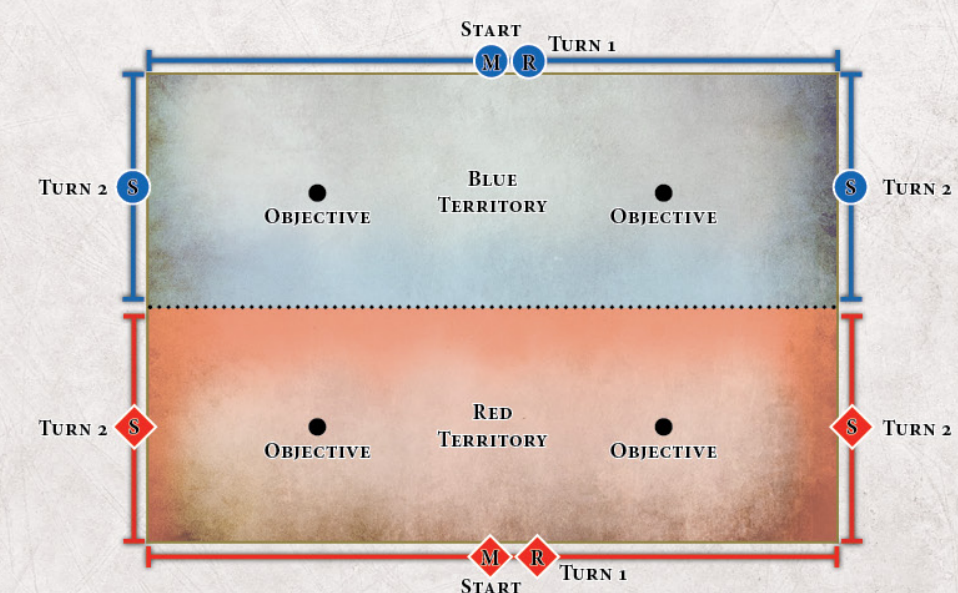 Start
Turn 1
M R
Turn 2 S
S Turn 2
Blue
Territory
Objective
Objective
Turn 2 S
S Turn 2
Red
Territory
Objective
Objective
M R
Turn 1
Start